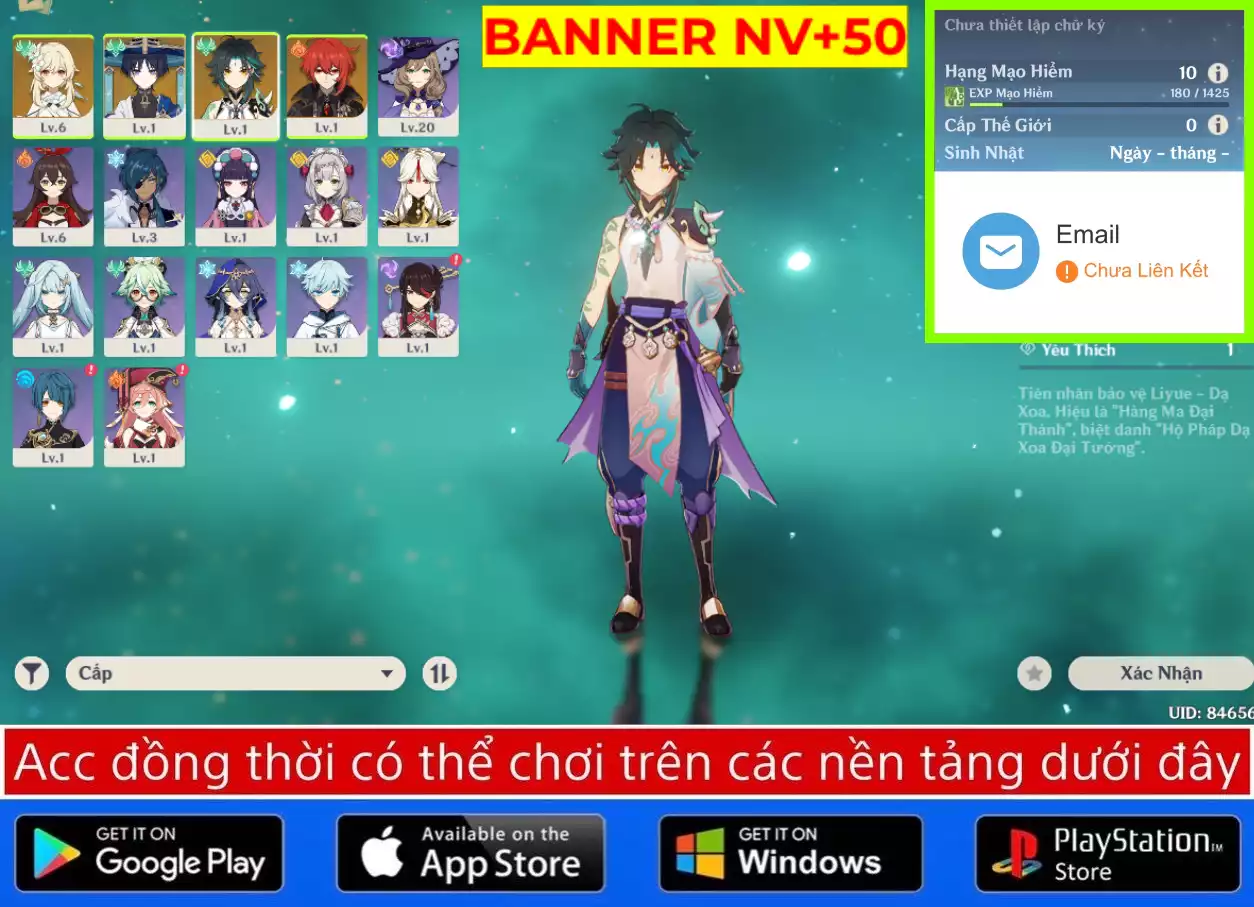 BANNER NV+50
Chưa thiết lập chữ ký
Hạng Mạo Hiểm 10
EXP Mạo Hiểm 180 / 1425
Cấp Thế Giới 0
Sinh Nhật Ngày - tháng -
Email
Chưa Liên Kết
Lv.6 Lv.1 Lv.1 Lv.1 Lv.20
Lv.6 Lv.3 Lv.1 Lv.1 Lv.1
Lv.1 Lv.1 Lv.1 Lv.1 Lv.1
Lv.1 Lv.1
Yêu Thích 1
Tiên nhân bảo vệ Liyue - Dạ
Xoa. Hiệu là "Hàng Ma Đại
Thánh", biệt danh "Hộ Pháp Dạ
Xoa Đại Tướng".
Cấp
Xác Nhận
UID: 84656
Acc đồng thời có thể chơi trên các nền tảng dưới đây
GET IT ON
Google Play
Available on the
App Store
GET IT ON
Windows
PlayStation™
Store